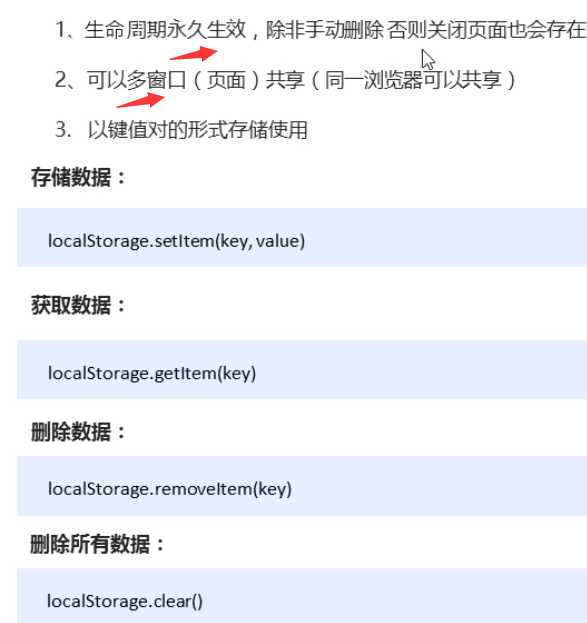 1、生命周期永久生效，除非手动删除 否则关闭页面也会存在
2、可以多窗口（页面）共享（同一浏览器可以共享）
3. 以键值对的形式存储使用
存储数据：
localStorage.setItem(key, value)
获取数据：
localStorage.getItem(key)
删除数据：
localStorage.removeItem(key)
删除所有数据：
localStorage.clear()